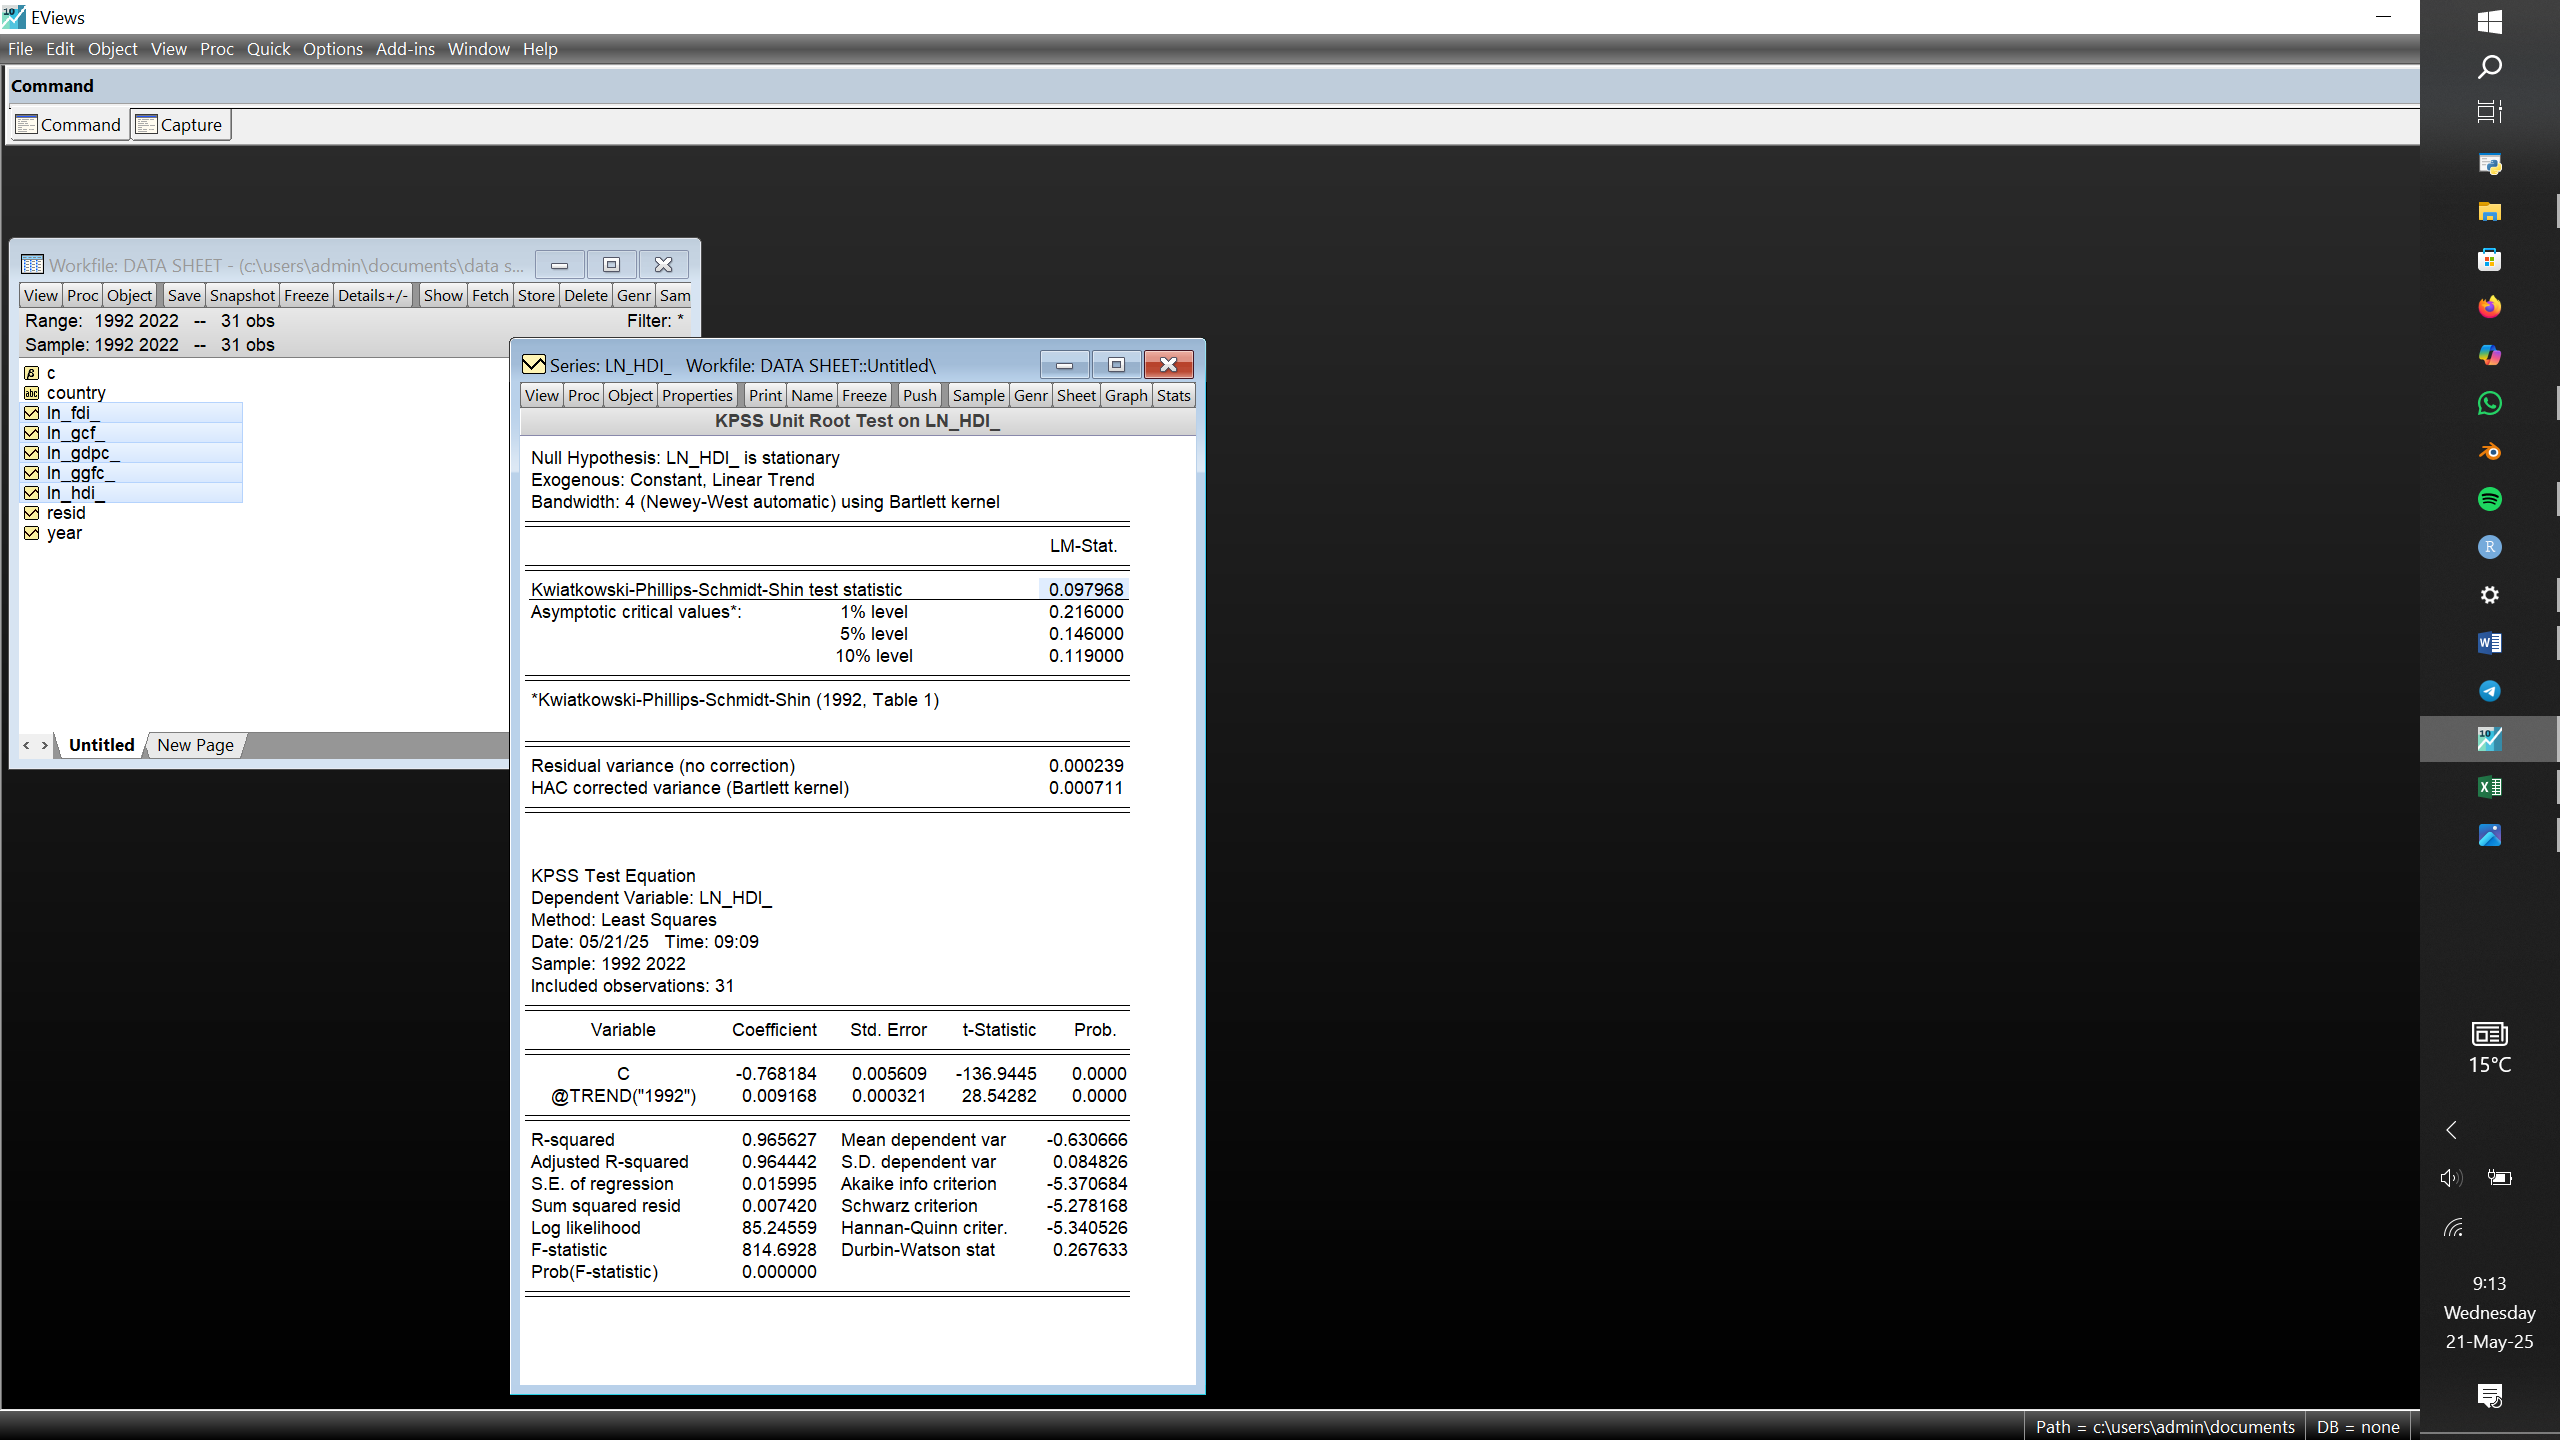 EViews
File Edit Object View Proc Quick Options Add-ins Window Help
Command
Command Capture
Workfile: DATA SHEET - (c:\users\admin\documents\data s...
View Proc Object Save Snapshot Freeze Details+/- Show Fetch Store Delete Genr Sam
Range: 1992 2022 -- 31 obs Filter: *
Sample: 1992 2022 -- 31 obs
c
country
ln_fdi_
ln_gcf_
ln_gdpc_
ln_ggfc_
ln_hdi_
resid
year
Untitled New Page
Series: LN_HDI_ Workfile: DATA SHEET::Untitled\
View Proc Object Properties Print Name Freeze Push Sample Genr Sheet Graph Stats
KPSS Unit Root Test on LN_HDI_
Null Hypothesis: LN_HDI_ is stationary
Exogenous: Constant, Linear Trend
Bandwidth: 4 (Newey-West automatic) using Bartlett kernel
LM-Stat.
Kwiatkowski-Phillips-Schmidt-Shin test statistic 0.097968
Asymptotic critical values*: 1% level 0.216000
5% level 0.146000
10% level 0.119000
*Kwiatkowski-Phillips-Schmidt-Shin (1992, Table 1)
Residual variance (no correction) 0.000239
HAC corrected variance (Bartlett kernel) 0.000711
KPSS Test Equation
Dependent Variable: LN_HDI_
Method: Least Squares
Date: 05/21/25 Time: 09:09
Sample: 1992 2022
Included observations: 31
Variable Coefficient Std. Error t-Statistic Prob.
C -0.768184 0.005609 -136.9445 0.0000
@TREND("1992") 0.009168 0.000321 28.54282 0.0000
R-squared 0.965627 Mean dependent var -0.630666
Adjusted R-squared 0.964442 S.D. dependent var 0.084826
S.E. of regression 0.015995 Akaike info criterion -5.370684
Sum squared resid 0.007420 Schwarz criterion -5.278168
Log likelihood 85.24559 Hannan-Quinn criter. -5.340526
F-statistic 814.6928 Durbin-Watson stat 0.267633
Prob(F-statistic) 0.000000
Path = c:\users\admin\documents DB = none
15°C
9:13
Wednesday
21-May-25